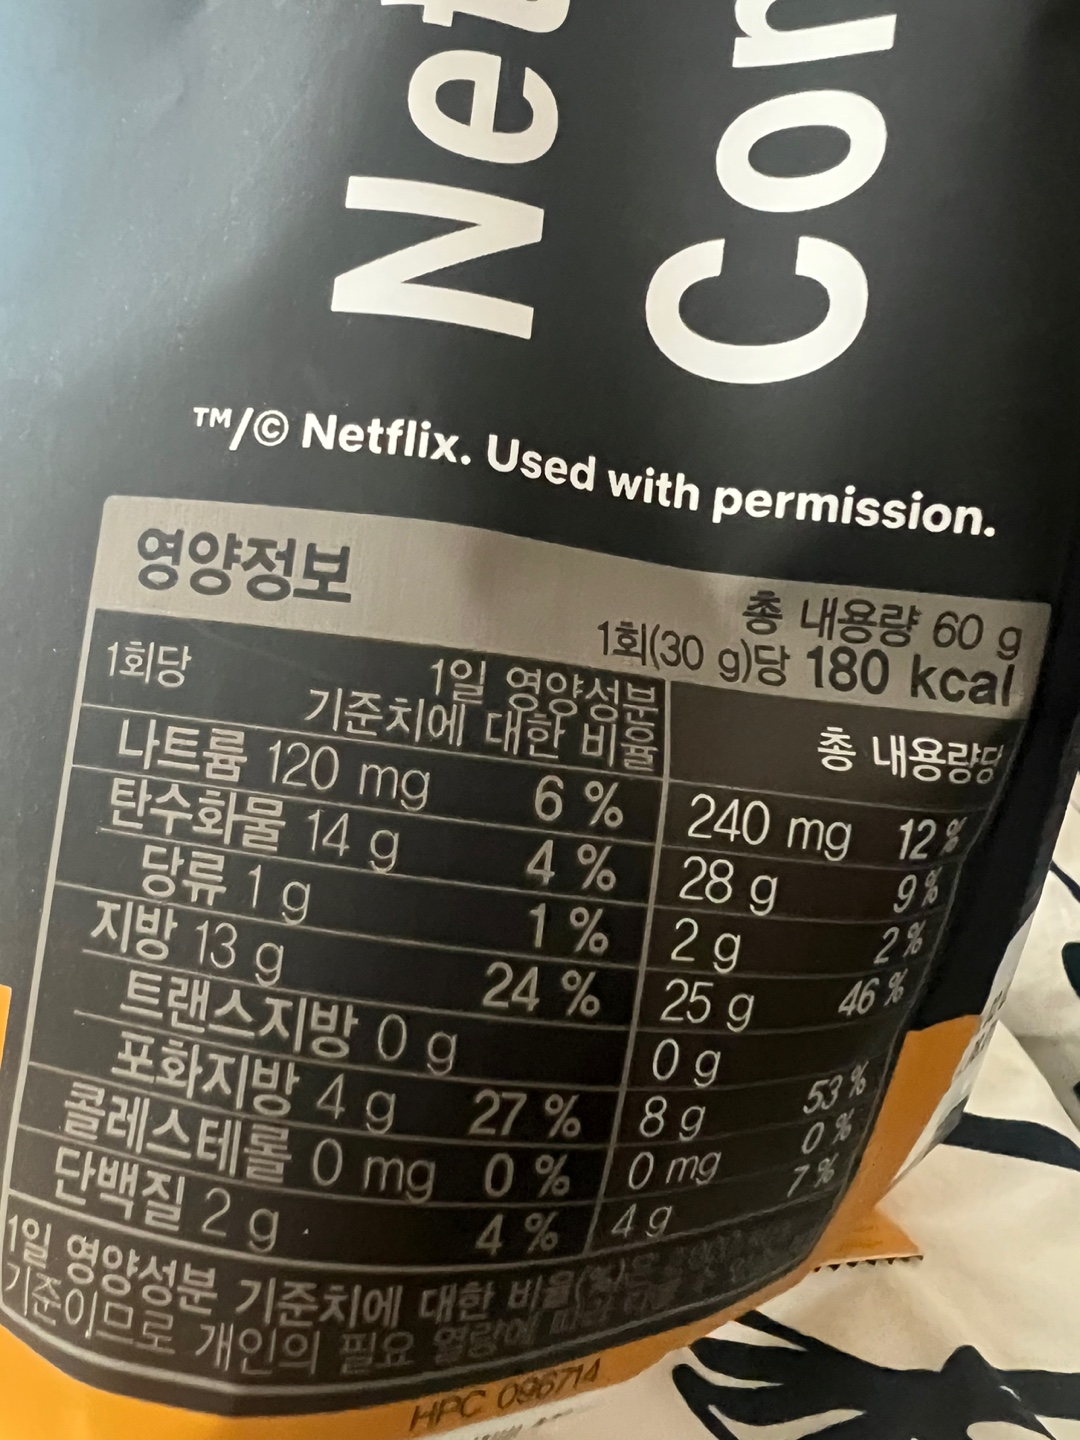 Net
Cor
TM/© Netflix. Used with permission.
영양정보
총 내용량 60 g
1회(30 g)당 180 kcal
1회당 1일 영양성분
기준치에 대한 비율
총 내용량당
나트륨 120 mg 6 % 240 mg 12 %
탄수화물 14 g 4 % 28 g 9 %
당류 1 g 1 % 2 g 2 %
지방 13 g 24 % 25 g 46 %
트랜스지방 0 g 0 g
포화지방 4 g 27 % 8 g 53 %
콜레스테롤 0 mg 0 % 0 mg 0 %
단백질 2 g 4 % 4 g 7 %
1일 영양성분 기준치에 대한 비율(%)은
기준이므로 개인의 필요 열량에 따라
HPC 096714